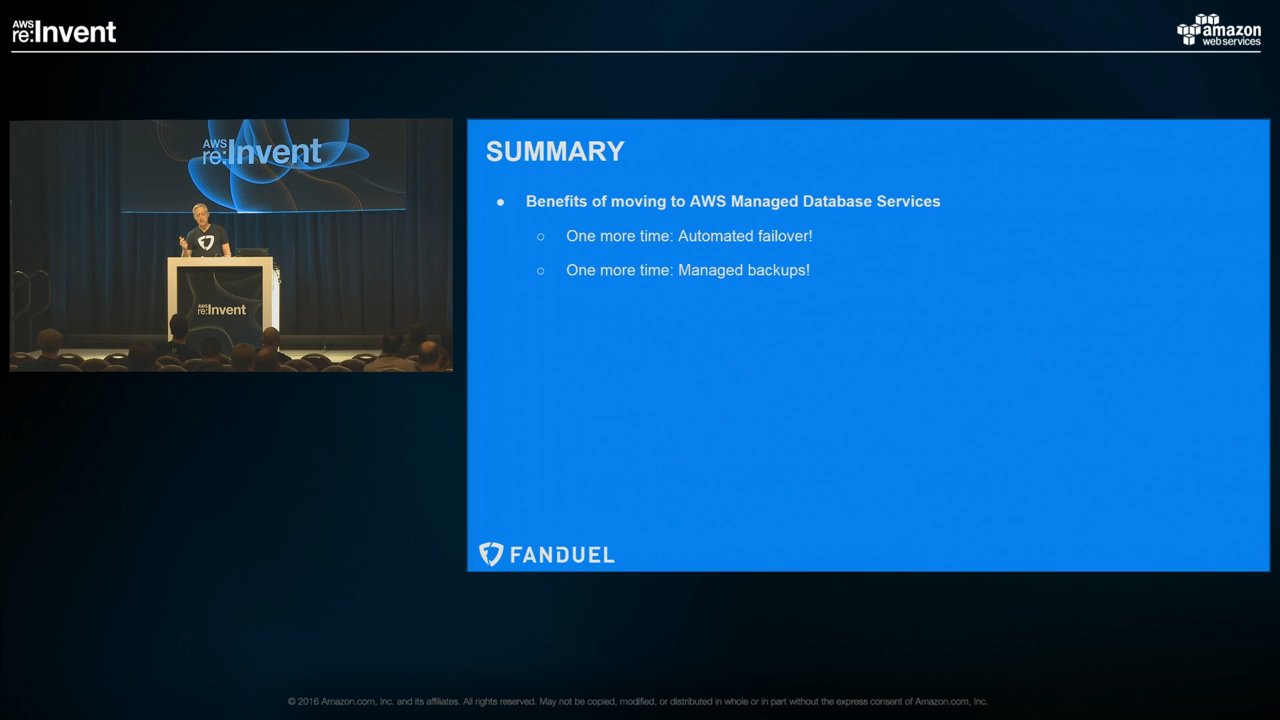 AWS
re:Invent
amazon
web services
AWS
re:Invent
AWS
re:Invent
SUMMARY
● Benefits of moving to AWS Managed Database Services
○ One more time: Automated failover!
○ One more time: Managed backups!
FANDUEL
© 2016 Amazon.com, Inc. and its affiliates. All rights reserved. May not be copied, modified, or distributed in whole or in part without the express consent of Amazon.com, Inc.